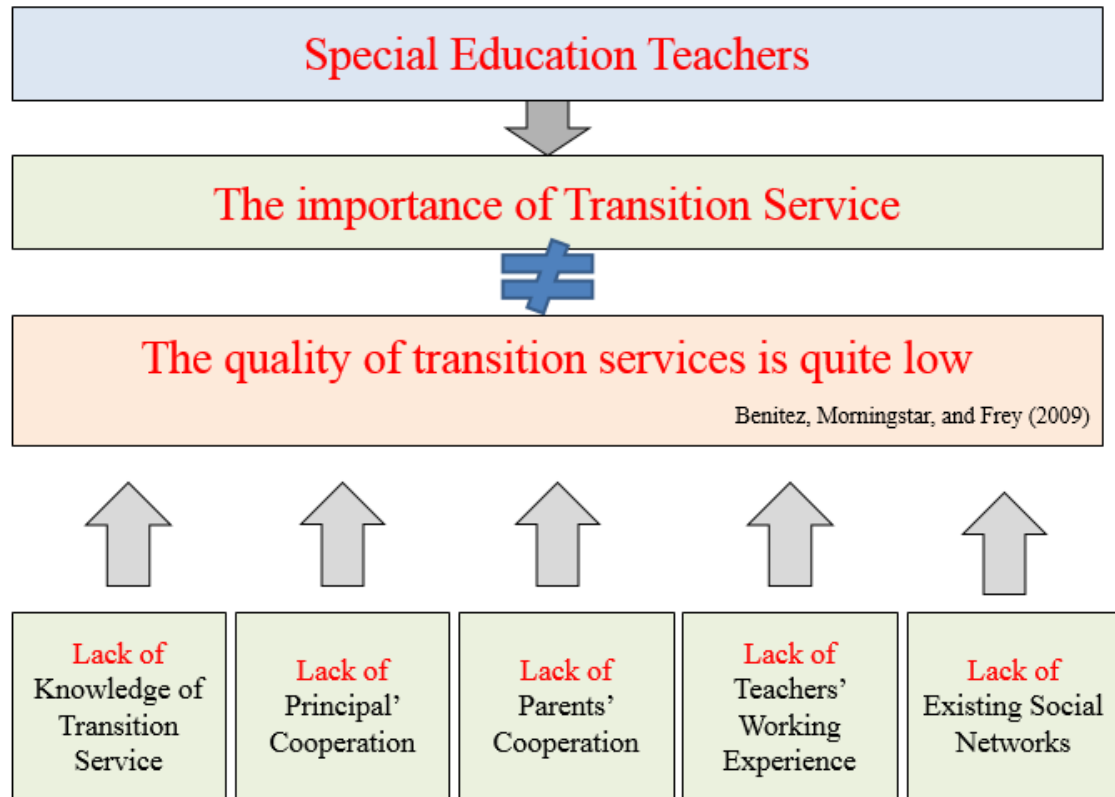 Special Education Teachers
The importance of Transition Service
≠
The quality of transition services is quite low
Benitez, Morningstar, and Frey (2009)
Lack of
Knowledge of
Transition
Service
Lack of
Principal’
Cooperation
Lack of
Parents’
Cooperation
Lack of
Teachers’
Working
Experience
Lack of
Existing Social
Networks